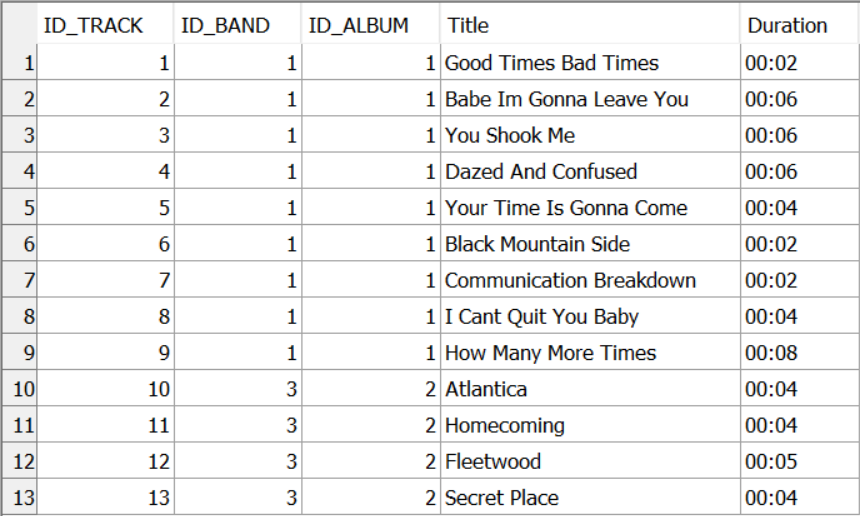 ID_TRACK ID_BAND ID_ALBUM Title Duration
1 1 1 1 Good Times Bad Times 00:02
2 2 1 1 Babe Im Gonna Leave You 00:06
3 3 1 1 You Shook Me 00:06
4 4 1 1 Dazed And Confused 00:06
5 5 1 1 Your Time Is Gonna Come 00:04
6 6 1 1 Black Mountain Side 00:02
7 7 1 1 Communication Breakdown 00:02
8 8 1 1 I Cant Quit You Baby 00:04
9 9 1 1 How Many More Times 00:08
10 10 3 2 Atlantica 00:04
11 11 3 2 Homecoming 00:04
12 12 3 2 Fleetwood 00:05
13 13 3 2 Secret Place 00:04